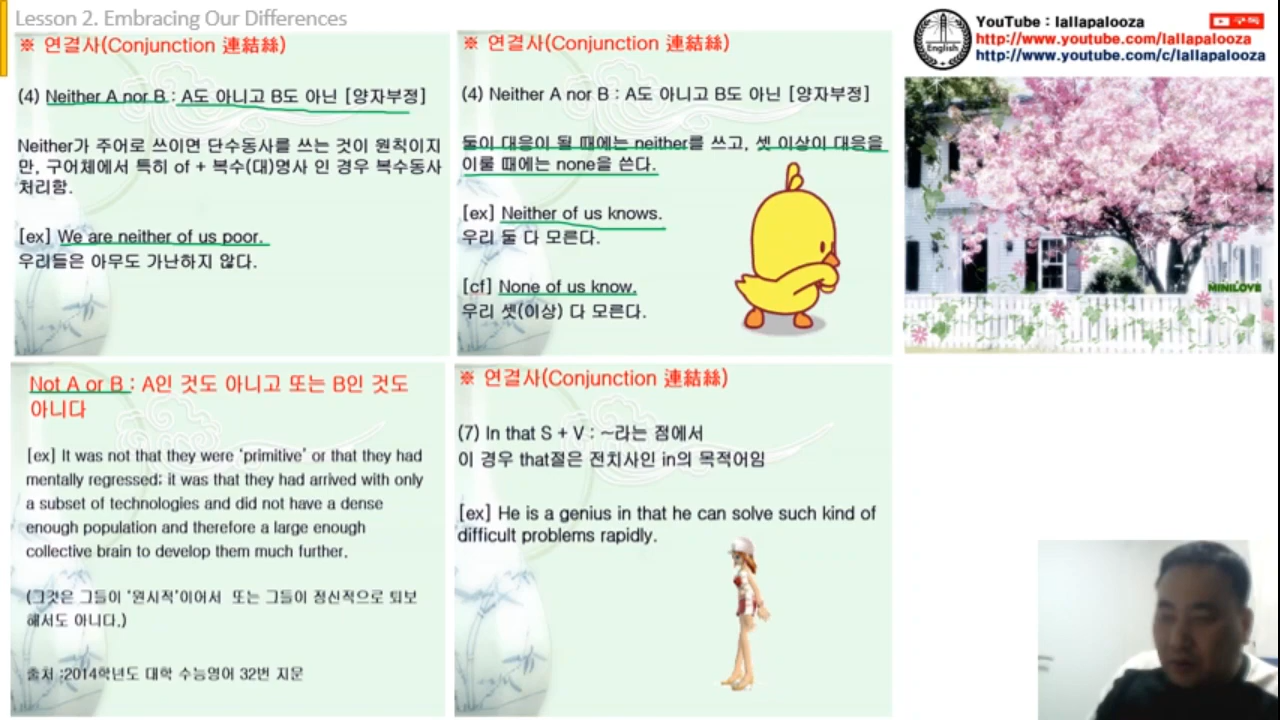 Lesson 2. Embracing Our Differences
※ 연결사(Conjunction 連結絲)
(4) Neither A nor B : A도 아니고 B도 아닌 [양자부정]
Neither가 주어로 쓰이면 단수동사를 쓰는 것이 원칙이지
만, 구어체에서 특히 of + 복수(대)명사 인 경우 복수동사
처리함.
[ex] We are neither of us poor.
우리들은 아무도 가난하지 않다.
※ 연결사(Conjunction 連結絲)
(4) Neither A nor B : A도 아니고 B도 아닌 [양자부정]
둘이 대응이 될 때에는 neither를 쓰고, 셋 이상이 대응을
이룰 때에는 none을 쓴다.
[ex] Neither of us knows.
우리 둘 다 모른다.
[cf] None of us know.
우리 셋(이상) 다 모른다.
Not A or B : A인 것도 아니고 또는 B인 것도
아니다
[ex] It was not that they were ‘primitive’ or that they had
mentally regressed; it was that they had arrived with only
a subset of technologies and did not have a dense
enough population and therefore a large enough
collective brain to develop them much further.
(그것은 그들이 ‘원시적’이어서 또는 그들이 정신적으로 퇴보
해서도 아니다.)
출처 :2014학년도 대학 수능영어 32번 지문
※ 연결사(Conjunction 連結絲)
(7) In that S + V : ~라는 점에서
이 경우 that절은 전치사인 in의 목적어임
[ex] He is a genius in that he can solve such kind of
difficult problems rapidly.
English
YouTube : lallapalooza
구독
http://www.youtube.com/lallapalooza
http://www.youtube.com/c/lallapalooza
MINILOVE